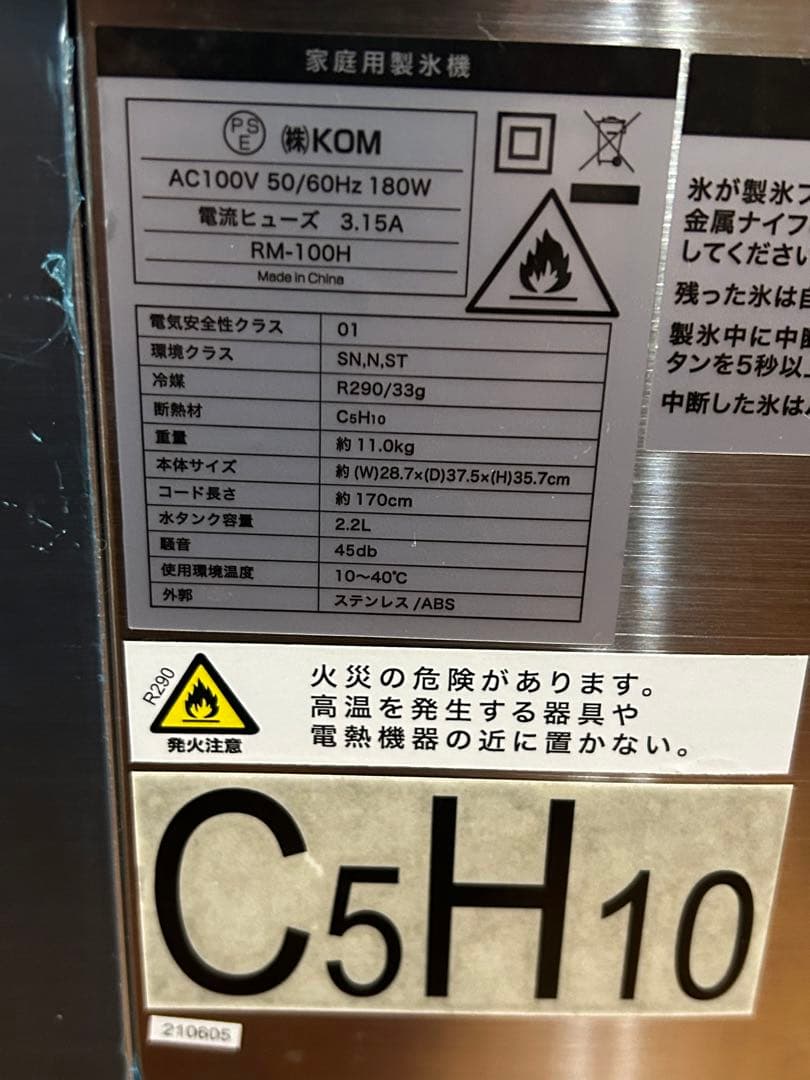 家庭用製氷機
PSE ㈱KOM
AC100V 50/60Hz 180W
電流ヒューズ 3.15A
RM-100H
Made in China
電気安全性クラス 01
環境クラス SN,N,ST
冷媒 R290/33g
断熱材 C5H10
重量 約 11.0kg
本体サイズ 約 (W)28.7×(D)37.5×(H)35.7cm
コード長さ 約 170cm
水タンク容量 2.2L
騒音 45db
使用環境温度 10〜40℃
外郭 ステンレス /ABS
氷が製氷
金属ナイフ
してください
残った氷は
製氷中に中
タンを5秒以
中断した氷は
R290
発火注意
火災の危険があります。
高温を発生する器具や
電熱機器の近に置かない。
C5H10
210605